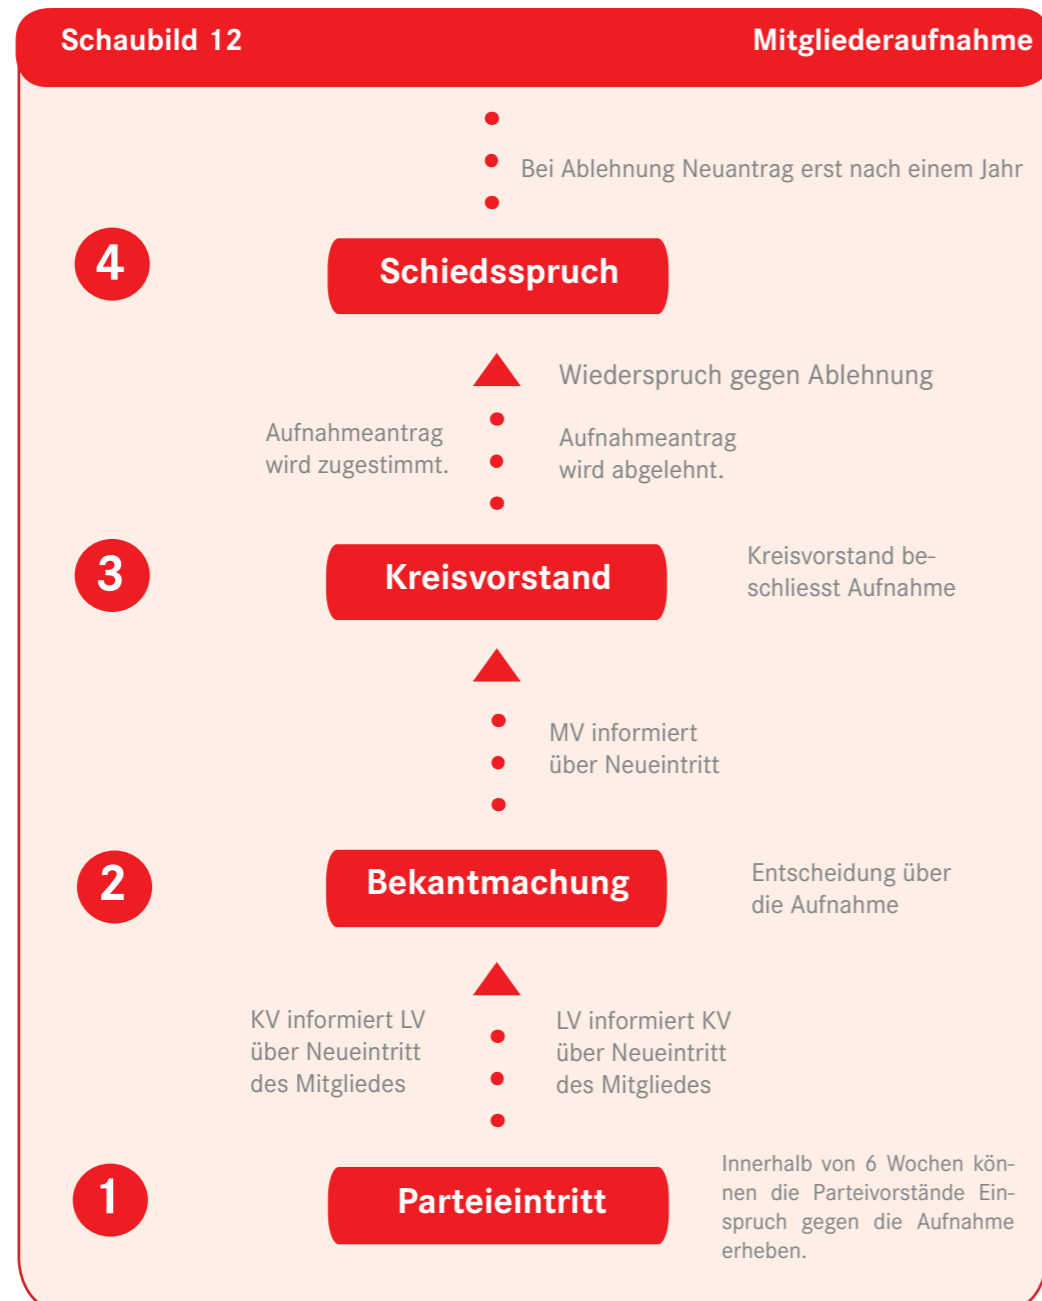 Schaubild 12
Mitgliederaufnahme
Bei Ablehnung Neuantrag erst nach einem Jahr
4
Schiedsspruch
Wiederspruch gegen Ablehnung
Aufnahmeantrag
wird zugestimmt.
Aufnahmeantrag
wird abgelehnt.
3
Kreisvorstand
Kreisvorstand be-
schliesst Aufnahme
MV informiert
über Neueintritt
2
Bekantmachung
Entscheidung über
die Aufnahme
KV informiert LV
über Neueintritt
des Mitgliedes
LV informiert KV
über Neueintritt
des Mitgliedes
1
Parteieintritt
Innerhalb von 6 Wochen kön-
nen die Parteivorstände Ein-
spruch gegen die Aufnahme
erheben.